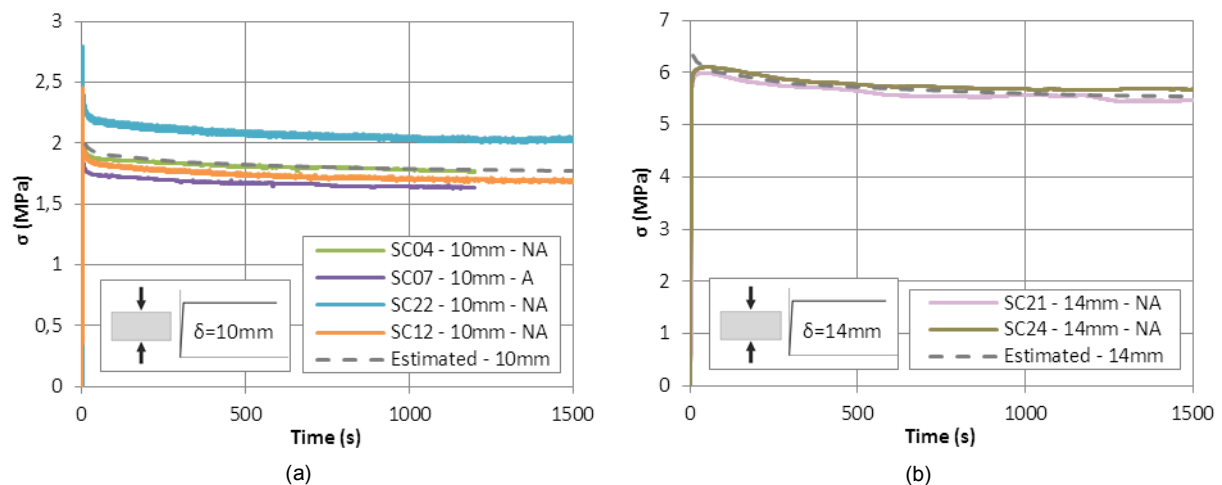 3
2,5
2
1,5
1
0,5
0
σ (MPa)
0
500
1000
1500
Time (s)
δ=10mm
SC04 - 10mm - NA
SC07 - 10mm - A
SC22 - 10mm - NA
SC12 - 10mm - NA
Estimated - 10mm
(a)
7
6
5
4
3
2
1
0
σ (MPa)
0
500
1000
1500
Time (s)
δ=14mm
SC21 - 14mm - NA
SC24 - 14mm - NA
Estimated - 14mm
(b)